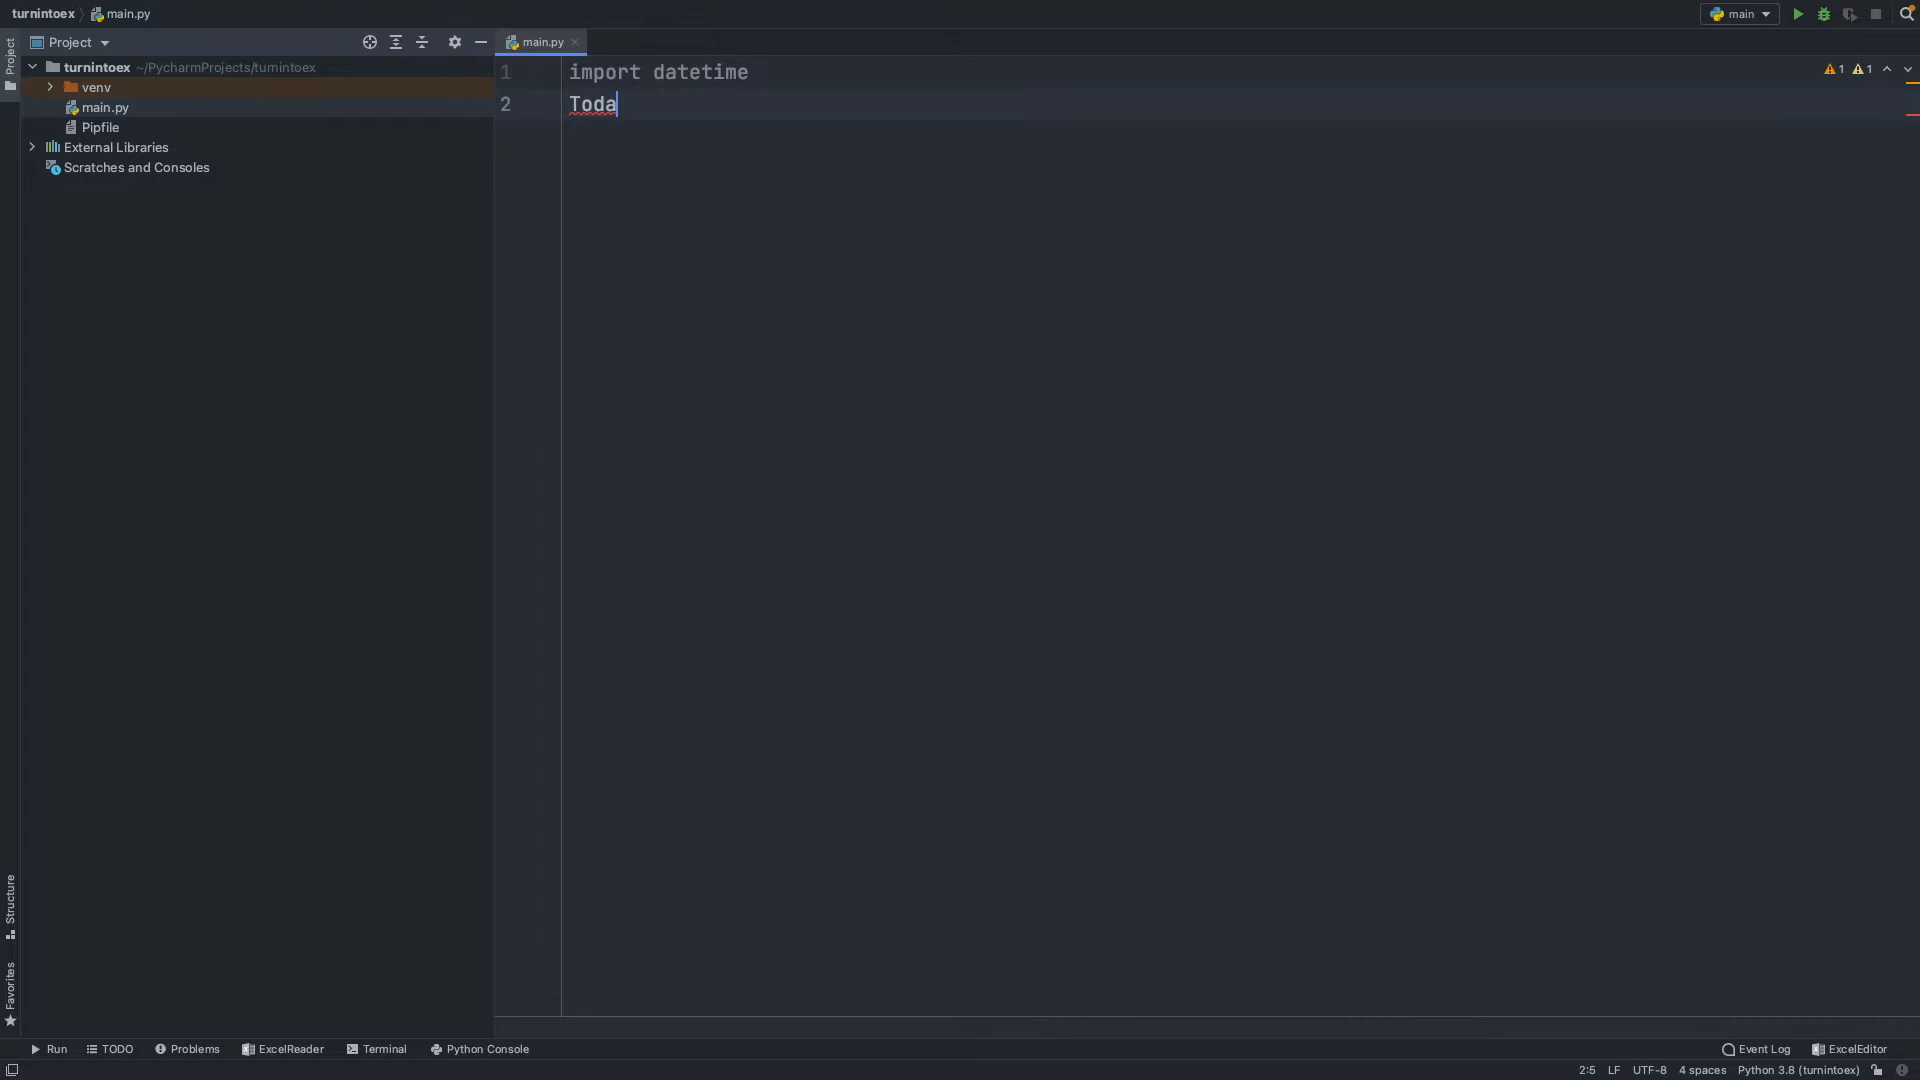 turnintoex
main.py
main
Project
Project
main.py
turnintoex ~/PycharmProjects/turnintoex
venv
main.py
Pipfile
External Libraries
Scratches and Consoles
1 import datetime
2 Toda
1 1
Structure
Favorites
Run TODO Problems ExcelReader Terminal Python Console
Event Log ExcelEditor
2:5 LF UTF-8 4 spaces Python 3.8 (turnintoex)